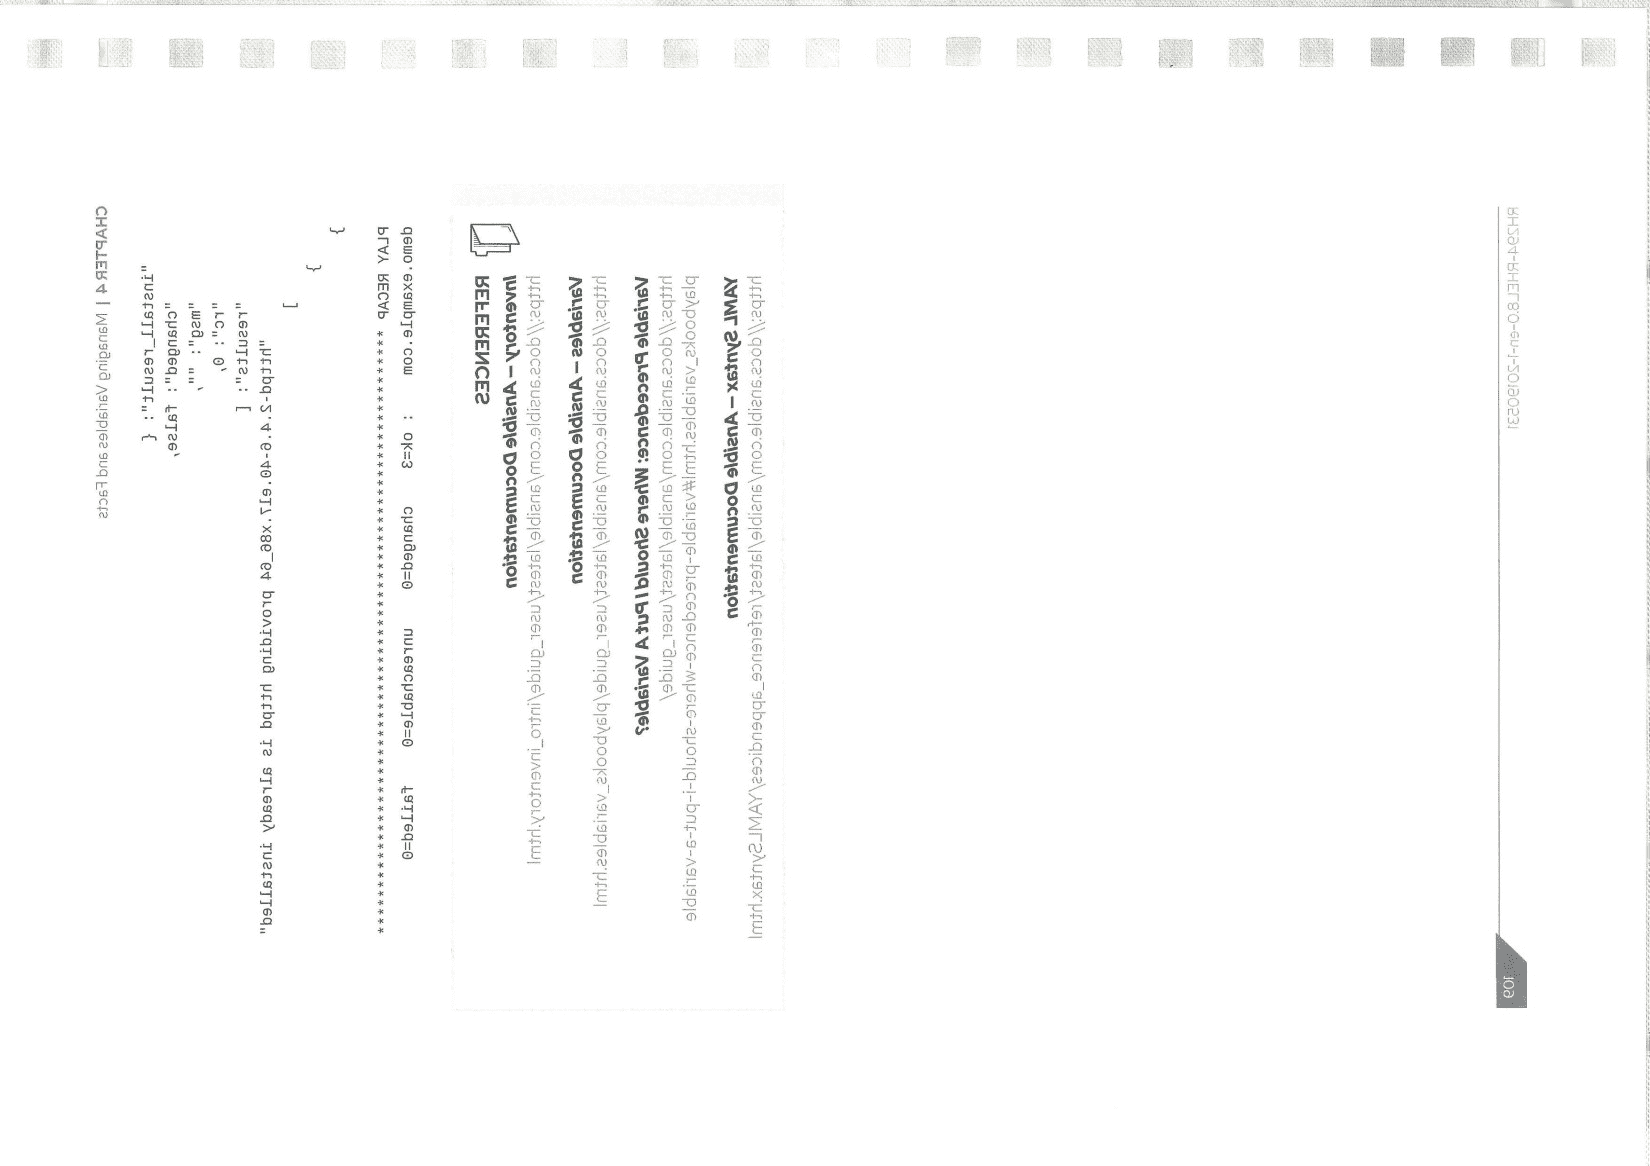 CHAPTER 4 | Managing Variables and Facts
"install_result": {
"changed": false,
"msg": "",
"rc": 0,
"results": [
"httpd-2.4.6-40.el7.x86_64 providing httpd is already installed"
]
}
}
PLAY RECAP *********************************************************************
demo.example.com : ok=3 changed=0 unreachable=0 failed=0
REFERENCES
Inventory – Ansible Documentation
https://docs.ansible.com/ansible/latest/user_guide/intro_inventory.html
Variables – Ansible Documentation
https://docs.ansible.com/ansible/latest/user_guide/playbooks_variables.html
Variable Precedence: Where Should I Put A Variable?
https://docs.ansible.com/ansible/latest/user_guide/
playbooks_variables.html#variable-precedence-where-should-i-put-a-variable
YAML Syntax – Ansible Documentation
https://docs.ansible.com/ansible/latest/reference_appendices/YAMLSyntax.html
RH294-RHEL8.0-en-1-20190531
109